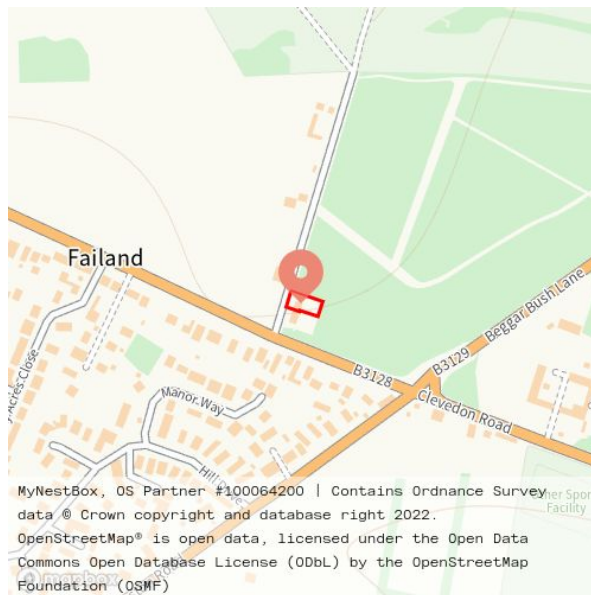 Failand
Beggar Bush Lane
B3129
B3128
Clevedon Road
Acres Close
Manor Way
MyNestBox, OS Partner #100064200 | Contains Ordnance Survey
data © Crown copyright and database right 2022.
OpenStreetMap® is open data, licensed under the Open Data
Commons Open Database License (ODbL) by the OpenStreetMap
Foundation (OSMF)
Facility
Road
mapbox